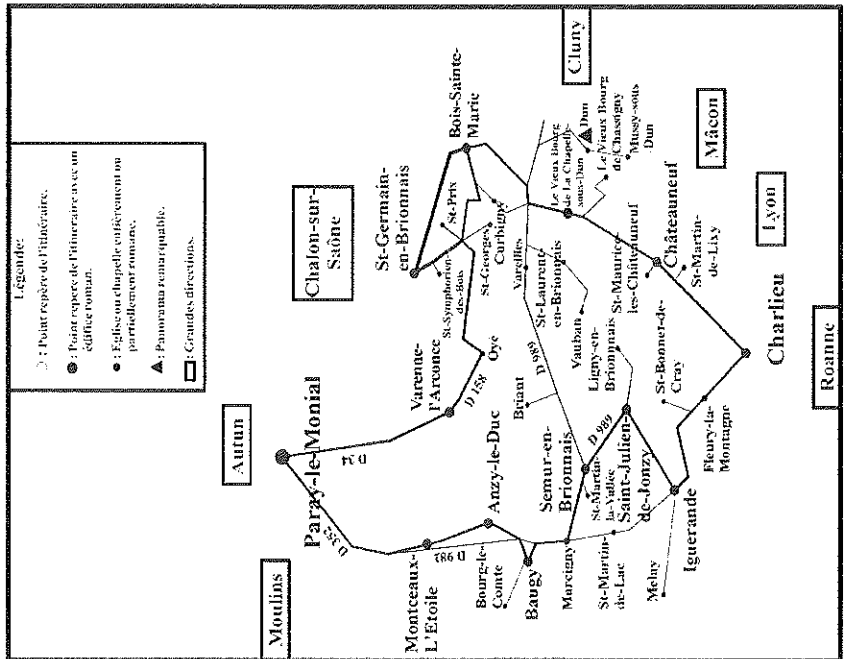 Légende:
: Point repère de l'itinéraire.
: Point repère de l'itinéraire avec un
édifice roman.
: Eglise ou chapelle entièrement ou
partiellement romane.
: Panorama remarquable.
: Grandes directions.
Moulins
Autun
Chalon-sur-
Saône
Cluny
Mâcon
Lyon
Roanne
Paray-le-Monial
D 352
D 34
D 982
D 158
D 989
D 989
Montceaux-
L'Etoile
Bourg-le-
Comte
Anzy-le-Duc
Baugy
Marcigny
St-Martin-
de-Lac
Melay
Iguerande
Varenne-
l'Arconce
Oyé
St-Germain-
en-Brionnais
St-Symphorien-
des-Bois
St-Prix
St-Georges
Curbigny
Bois-Sainte-
Marie
Varellles
St-Laurent-
en-Brionnais
Vauban
Briant
Semur-en-
Brionnais
St-Martin-
la-Vallée
Saint-Julien-
de-Jonzy
Ligny-en-
Brionnnais
St-Bonnet-de-
Cray
Fleury-la-
Montagne
Charlieu
St-Maurice-
les-Châteauneuf
Châteauneuf
St-Martin-
de-Lixy
Le Vieux Bourg
de La Chapelle-
sous-Dun
Dun
Le Vieux Bourg
de Chassigny
Mussy-sous
-Dun